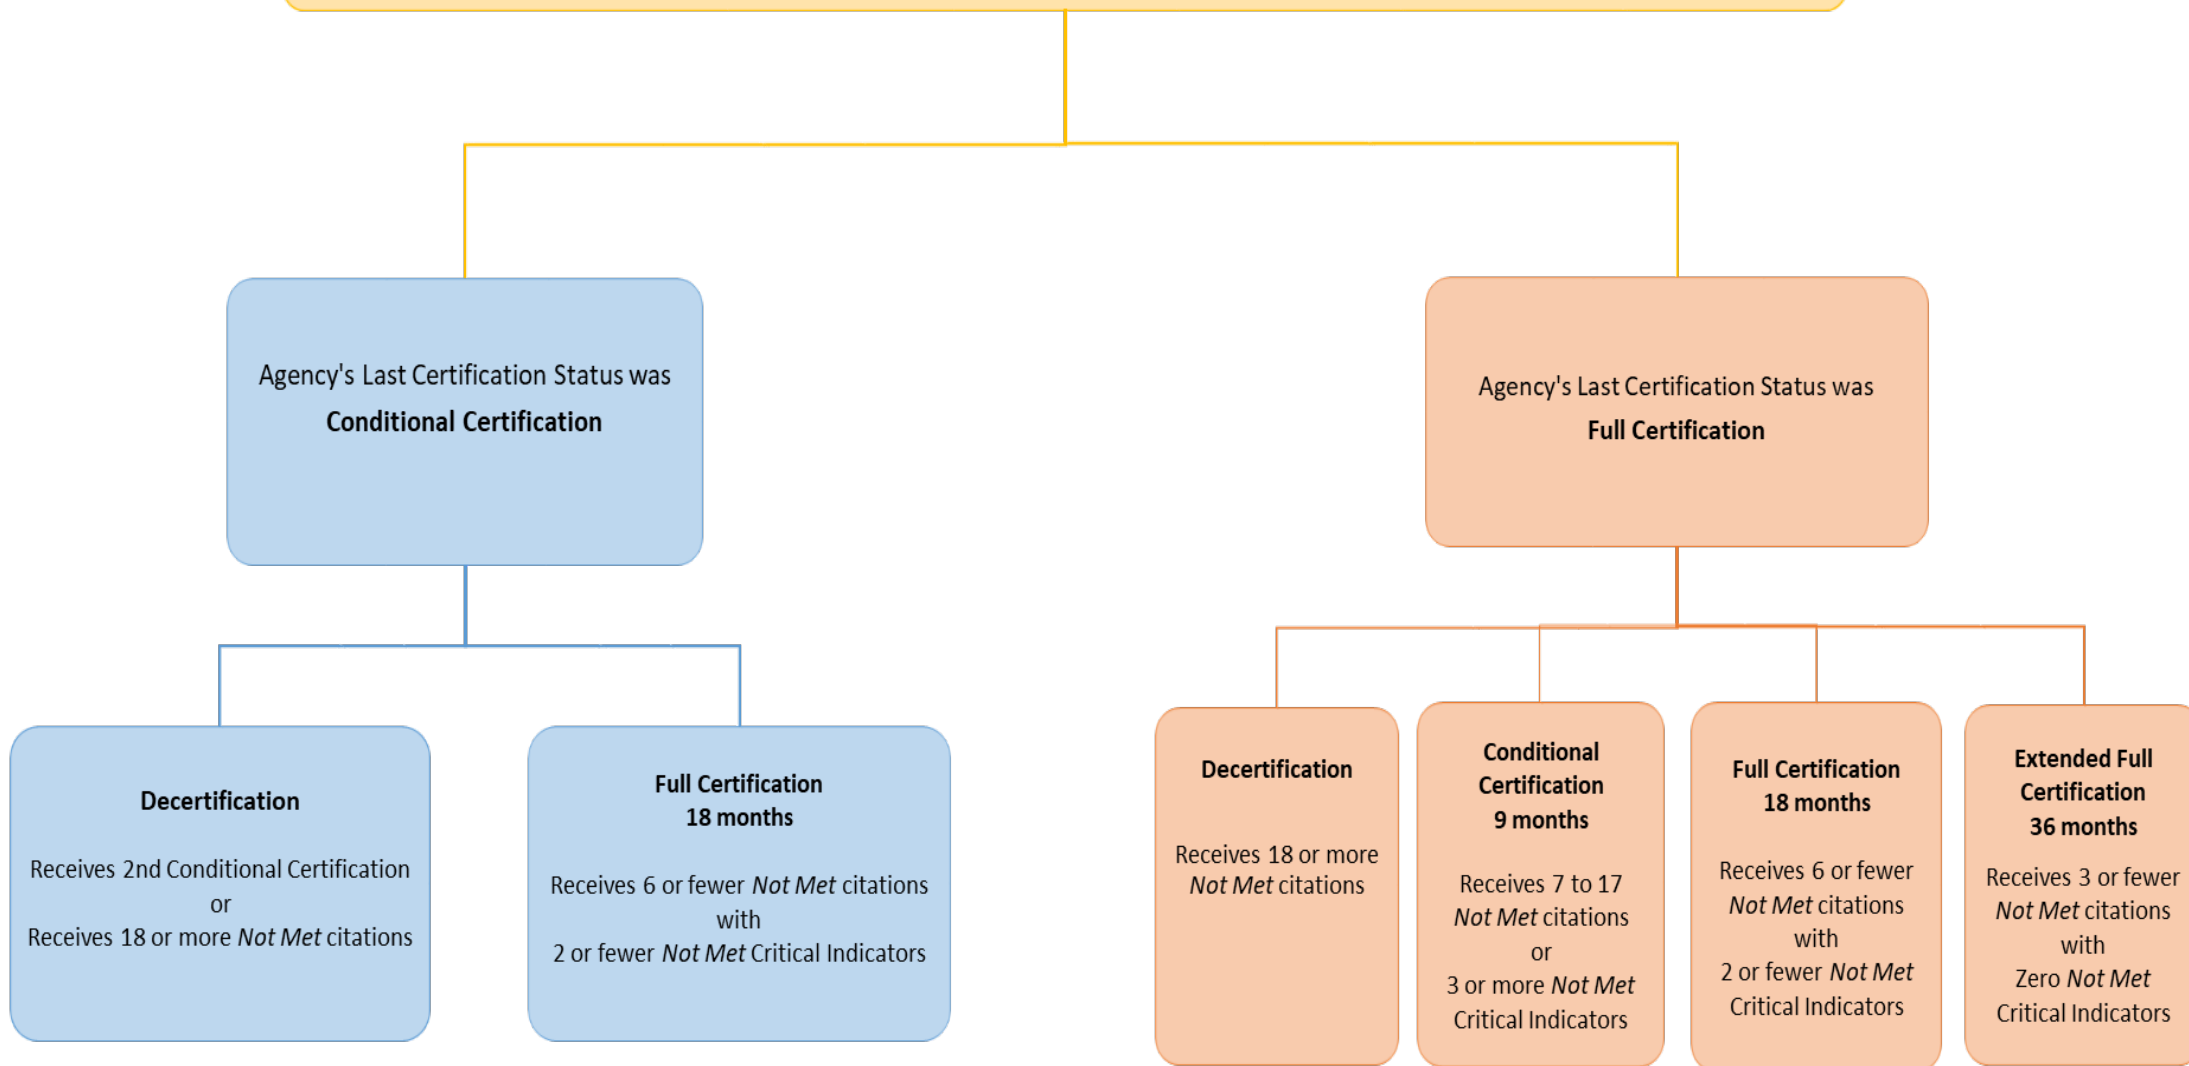 Agency's Last Certification Status was
Conditional Certification
Agency's Last Certification Status was
Full Certification
Decertification
Receives 2nd Conditional Certification
or
Receives 18 or more Not Met citations
Full Certification
18 months
Receives 6 or fewer Not Met citations
with
2 or fewer Not Met Critical Indicators
Decertification
Receives 18 or more
Not Met citations
Conditional
Certification
9 months
Receives 7 to 17
Not Met citations
or
3 or more Not Met
Critical Indicators
Full Certification
18 months
Receives 6 or fewer
Not Met citations
with
2 or fewer Not Met
Critical Indicators
Extended Full
Certification
36 months
Receives 3 or fewer
Not Met citations
with
Zero Not Met
Critical Indicators